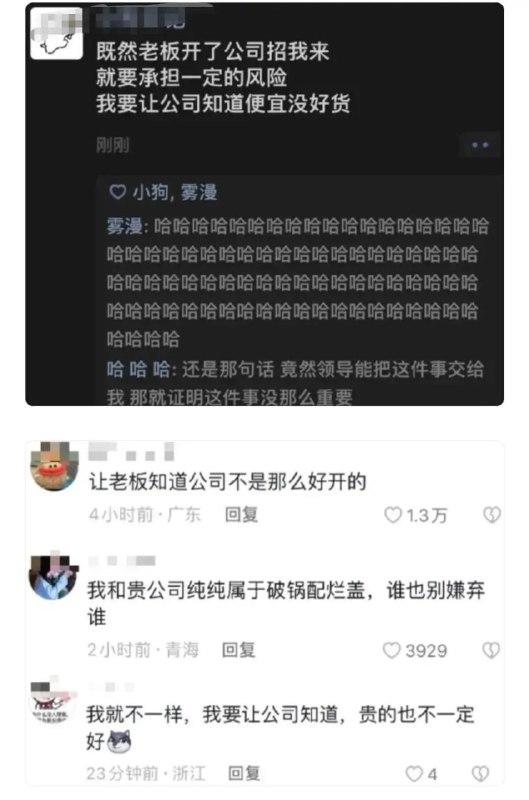 既然老板开了公司招我来
就要承担一定的风险
我要让公司知道便宜没好货
刚刚
小狗, 雾漫
雾漫: 哈哈哈哈哈哈哈哈哈哈哈哈哈哈哈哈哈哈
哈哈哈哈哈哈哈哈哈哈哈哈哈哈哈哈哈哈哈哈
哈哈哈哈哈哈哈哈哈哈哈哈哈哈哈哈哈哈哈哈
哈哈哈哈哈哈哈哈哈哈哈哈哈哈哈哈哈哈哈哈
哈哈哈哈
哈 哈 哈: 还是那句话 竟然领导能把这件事交给
我 那就证明这件事没那么重要
让老板知道公司不是那么好开的
4小时前·广东 回复 1.3万
我和贵公司纯纯属于破锅配烂盖，谁也别嫌弃
谁
2小时前·青海 回复 3929
我就不一样，我要让公司知道，贵的也不一定
好
23分钟前·浙江 回复 4